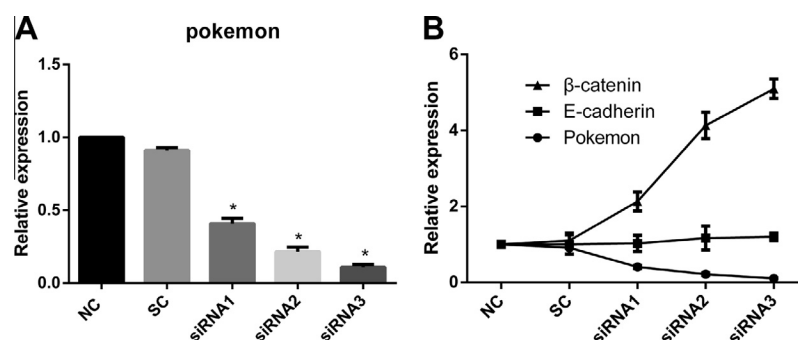 A
pokemon
Relative expression
1.5
1.0
0.5
0.0
*
*
*
NC
SC
siRNA1
siRNA2
siRNA3
B
Relative expression
6
4
2
0
β-catenin
E-cadherin
Pokemon
NC
SC
siRNA1
siRNA2
siRNA3